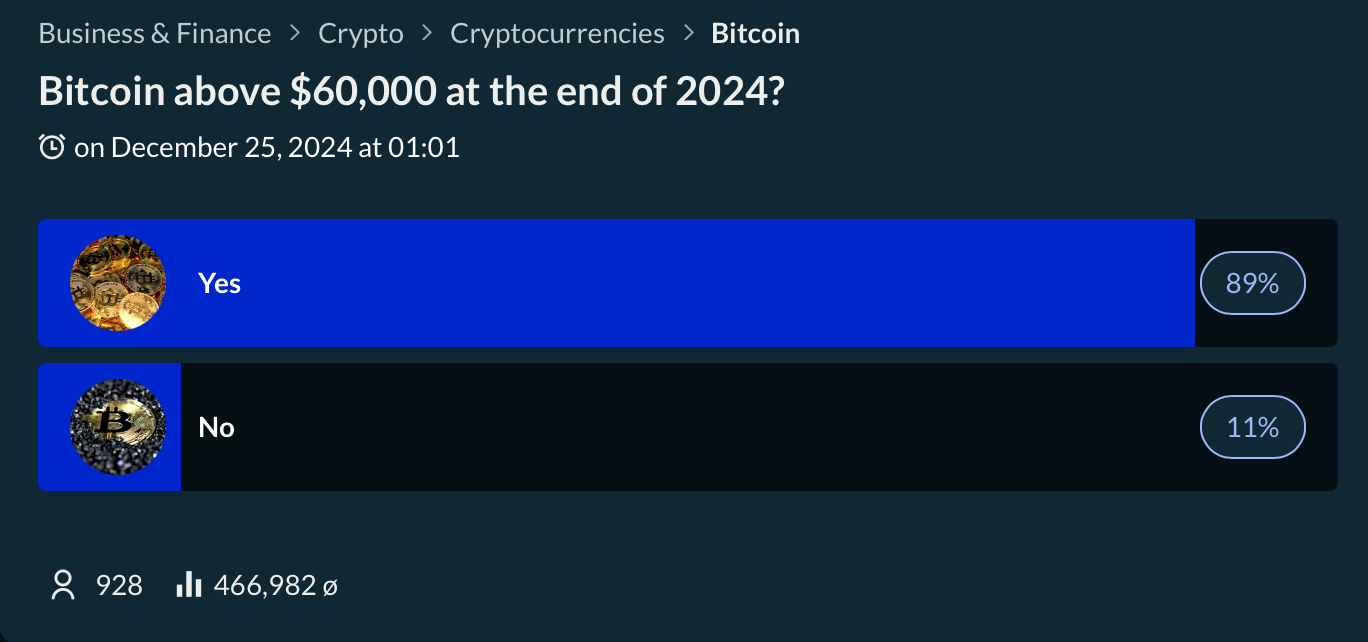 Business & Finance > Crypto > Cryptocurrencies > Bitcoin
Bitcoin above $60,000 at the end of 2024?
on December 25, 2024 at 01:01
Yes 89%
No 11%
928 466,982 ø